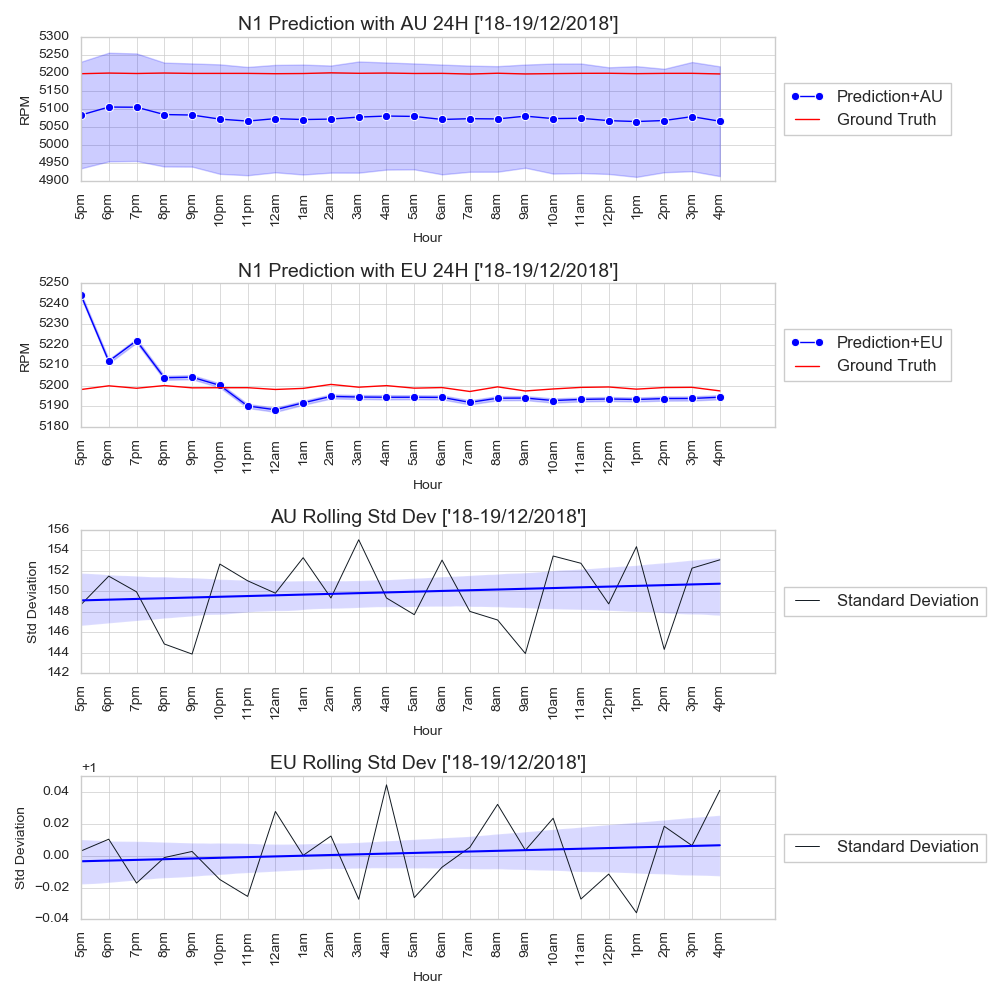 N1 Prediction with AU 24H ['18-19/12/2018']
5300
5250
5200
5150
5100
5050
5000
4950
4900
RPM
5pm 6pm 7pm 8pm 9pm 10pm 11pm 12am 1am 2am 3am 4am 5am 6am 7am 8am 9am 10am 11am 12pm 1pm 2pm 3pm 4pm
Hour
Prediction+AU
Ground Truth
N1 Prediction with EU 24H ['18-19/12/2018']
5250
5240
5230
5220
5210
5200
5190
5180
RPM
5pm 6pm 7pm 8pm 9pm 10pm 11pm 12am 1am 2am 3am 4am 5am 6am 7am 8am 9am 10am 11am 12pm 1pm 2pm 3pm 4pm
Hour
Prediction+EU
Ground Truth
AU Rolling Std Dev ['18-19/12/2018']
156
154
152
150
148
146
144
142
Std Deviation
5pm 6pm 7pm 8pm 9pm 10pm 11pm 12am 1am 2am 3am 4am 5am 6am 7am 8am 9am 10am 11am 12pm 1pm 2pm 3pm 4pm
Hour
Standard Deviation
EU Rolling Std Dev ['18-19/12/2018']
+1
0.04
0.02
0.00
−0.02
−0.04
Std Deviation
5pm 6pm 7pm 8pm 9pm 10pm 11pm 12am 1am 2am 3am 4am 5am 6am 7am 8am 9am 10am 11am 12pm 1pm 2pm 3pm 4pm
Hour
Standard Deviation